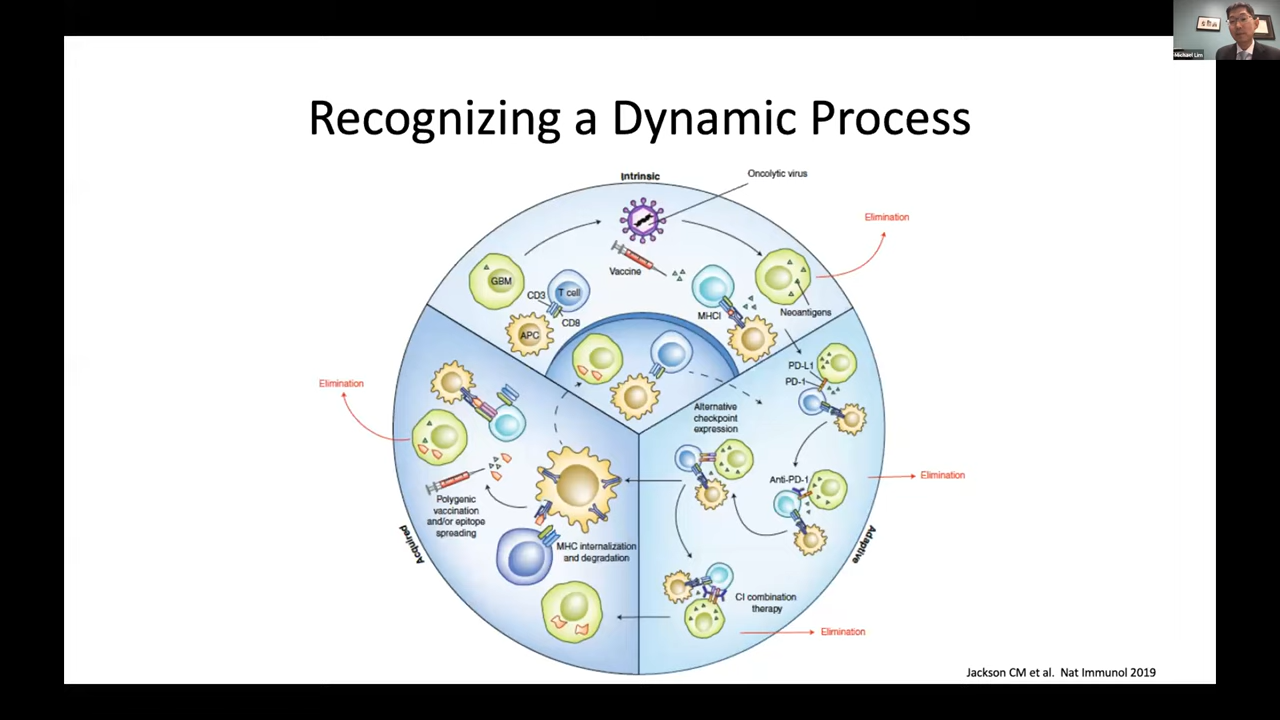 Michael Lim
Recognizing a Dynamic Process
Intrinsic
Oncolytic virus
Elimination
GBM
Vaccine
CD3
T cell
CD8
APC
MHCI
Neoantigens
PD-L1
PD-1
Alternative
checkpoint
expression
Anti-PD-1
Elimination
Adaptive
CI combination
therapy
Elimination
Elimination
Polygenic
vaccination
and/or epitope
spreading
MHC internalization
and degradation
Acquired
Jackson CM et al. Nat Immunol 2019